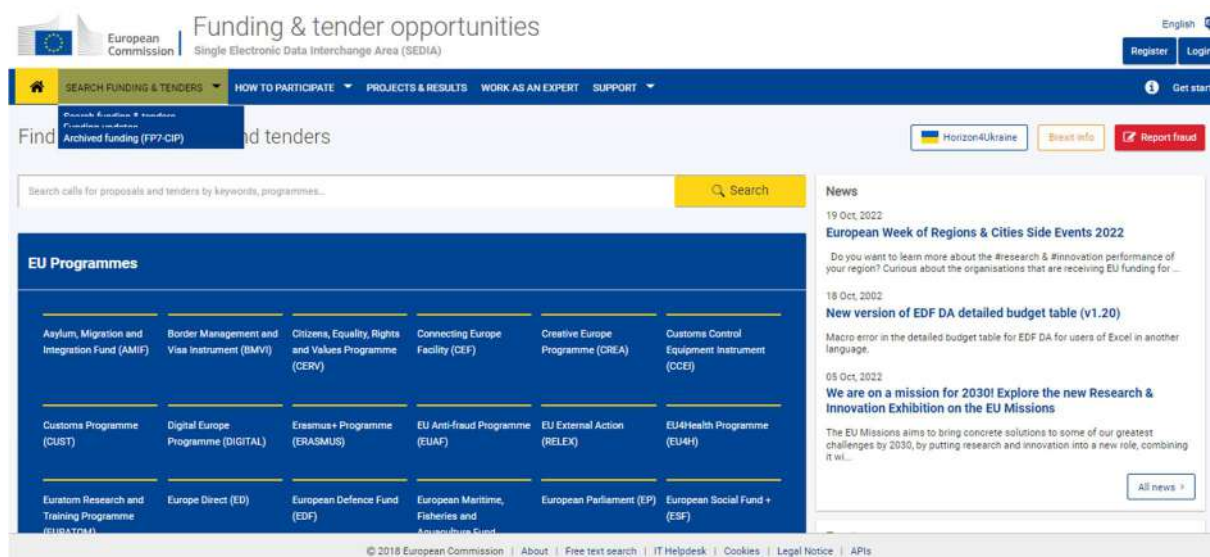 European
Commission
Funding & tender opportunities
Single Electronic Data Interchange Area (SEDIA)
English
Register
Login
SEARCH FUNDING & TENDERS
HOW TO PARTICIPATE
PROJECTS & RESULTS
WORK AS AN EXPERT
SUPPORT
Get start
Search funding & tenders
Funding updates
Archived funding (FP7-CIP)
Find
nd tenders
Horizon4Ukraine
Brexit info
Report fraud
Search calls for proposals and tenders by keywords, programmes...
Search
EU Programmes
Asylum, Migration and
Integration Fund (AMIF)
Border Management and
Visa Instrument (BMVI)
Citizens, Equality, Rights
and Values Programme
(CERV)
Connecting Europe
Facility (CEF)
Creative Europe
Programme (CREA)
Customs Control
Equipment Instrument
(CCEI)
Customs Programme
(CUST)
Digital Europe
Programme (DIGITAL)
Erasmus+ Programme
(ERASMUS)
EU Anti-fraud Programme
(EUAF)
EU External Action
(RELEX)
EU4Health Programme
(EU4H)
Euratom Research and
Training Programme
(EURATOM)
Europe Direct (ED)
European Defence Fund
(EDF)
European Maritime,
Fisheries and
Aquaculture Fund
European Parliament (EP)
European Social Fund +
(ESF)
News
19 Oct, 2022
European Week of Regions & Cities Side Events 2022
Do you want to learn more about the #research & #innovation performance of
your region? Curious about the organisations that are receiving EU funding for ...
18 Oct, 2002
New version of EDF DA detailed budget table (v1.20)
Macro error in the detailed budget table for EDF DA for users of Excel in another
language.
05 Oct, 2022
We are on a mission for 2030! Explore the new Research &
Innovation Exhibition on the EU Missions
The EU Missions aims to bring concrete solutions to some of our greatest
challenges by 2030, by putting research and innovation into a new role, combining
it wi...
All news >
© 2018 European Commission | About | Free text search | IT Helpdesk | Cookies | Legal Notice | APIs